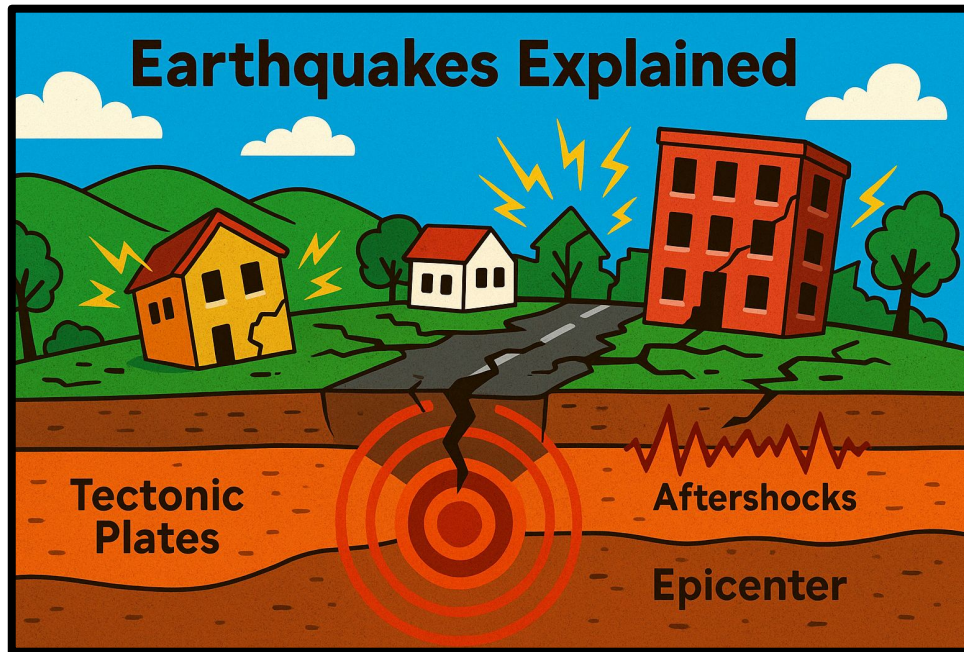 Earthquakes Explained
Tectonic
Plates
Aftershocks
Epicenter